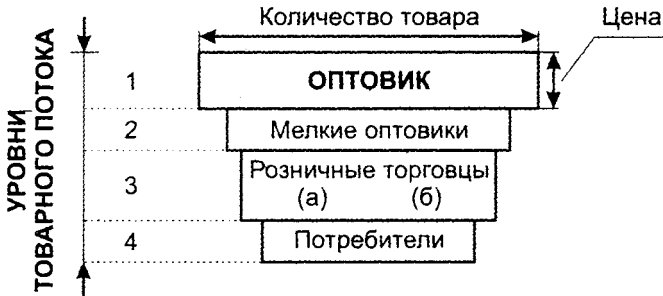 Количество товара
Цена
УРОВНИ
ТОВАРНОГО ПОТОКА
1
ОПТОВИК
2
Мелкие оптовики
3
Розничные торговцы
(а) (б)
4
Потребители